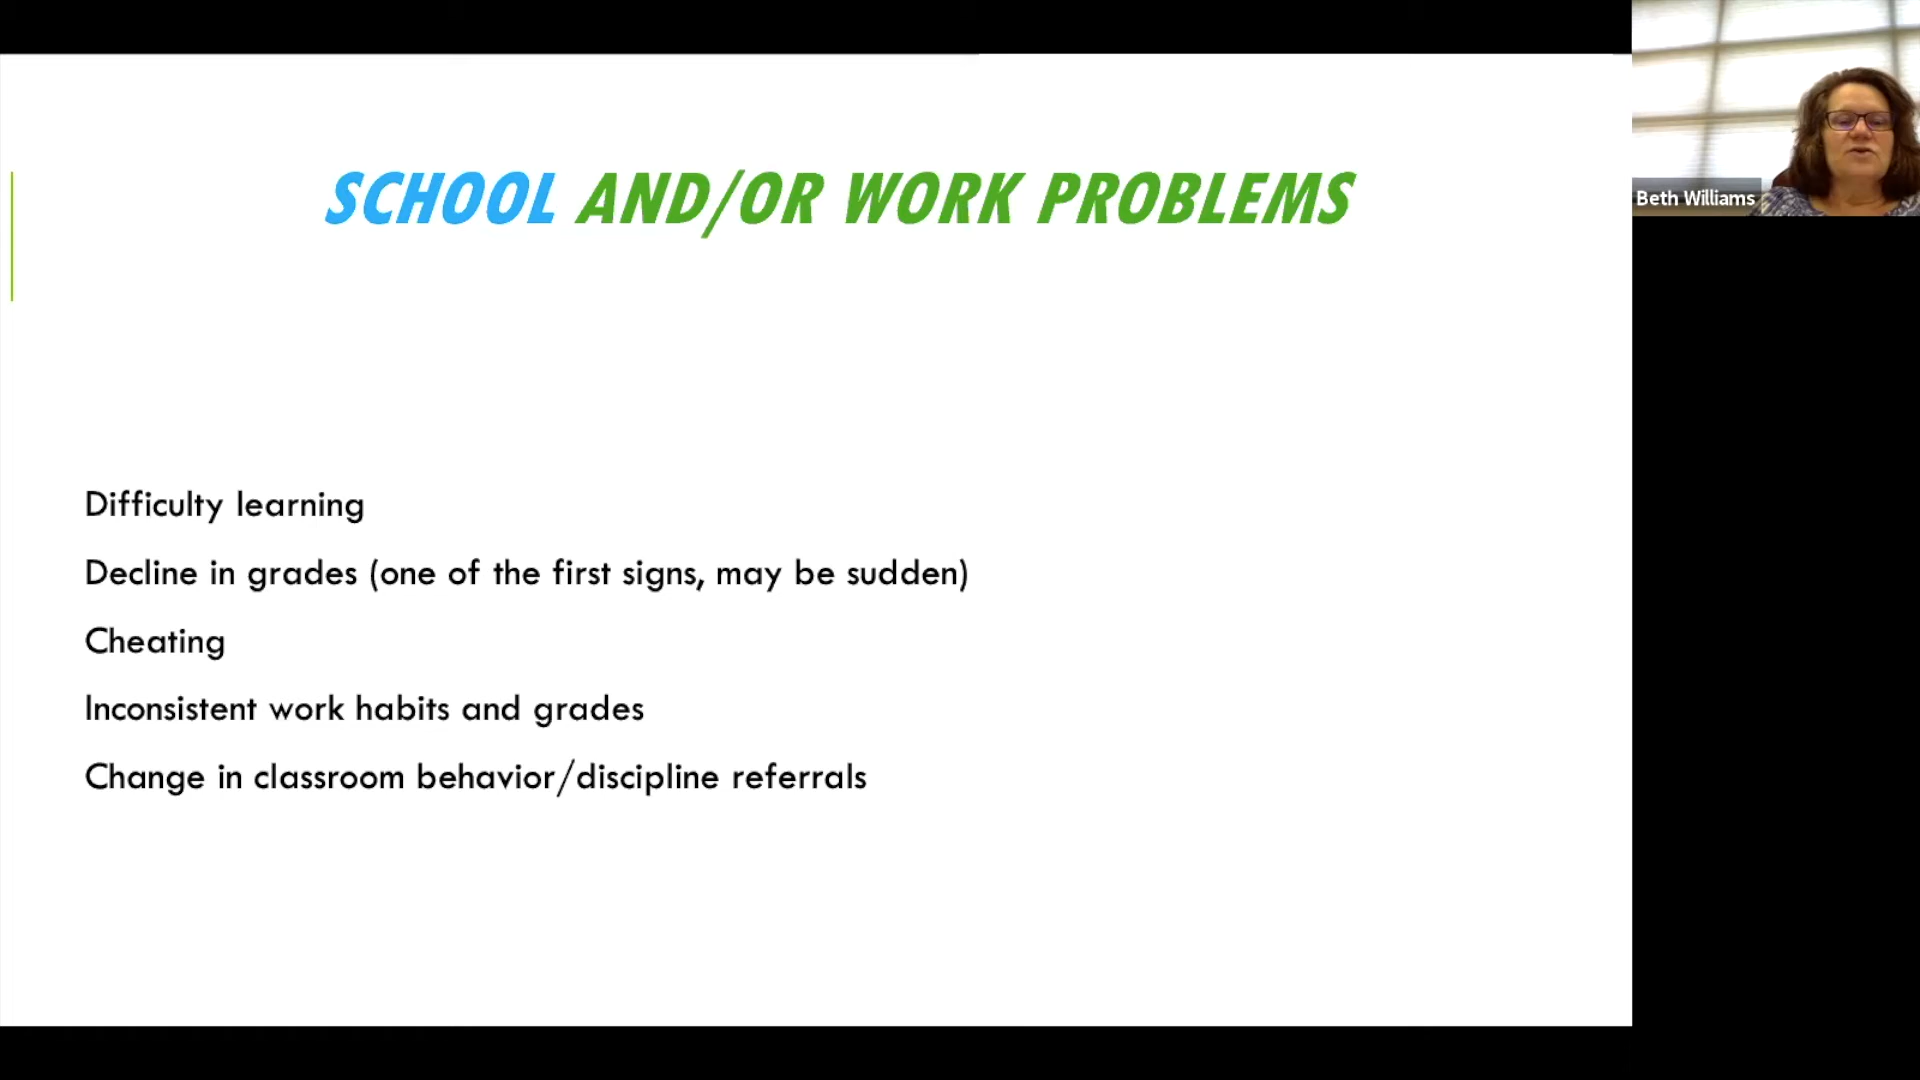 SCHOOL AND/OR WORK PROBLEMS
Beth Williams
Difficulty learning
Decline in grades (one of the first signs, may be sudden)
Cheating
Inconsistent work habits and grades
Change in classroom behavior/discipline referrals